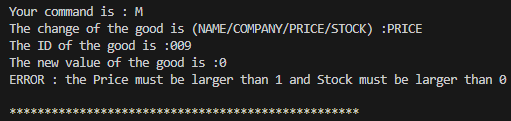 Your command is : M
The change of the good is (NAME/COMPANY/PRICE/STOCK) :PRICE
The ID of the good is :009
The new value of the good is :0
ERROR : the Price must be larger than 1 and Stock must be larger than 0
**************************************************